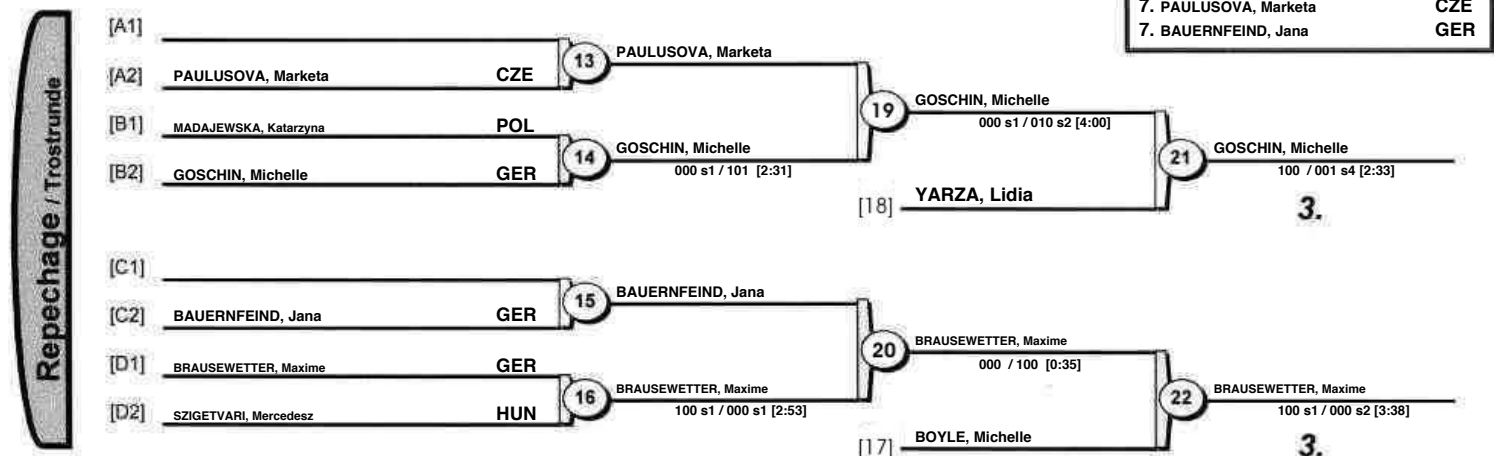 7. PAULUSOVA, Marketa CZE
7. BAUERNFEIND, Jana GER
Repechage / Trostrunde
[A1]
13 PAULUSOVA, Marketa
[A2] PAULUSOVA, Marketa CZE
19 GOSCHIN, Michelle
000 s1 / 010 s2 [4:00]
[B1] MADAJEWSKA, Katarzyna POL
14 GOSCHIN, Michelle
000 s1 / 101 [2:31]
21 GOSCHIN, Michelle
100 / 001 s4 [2:33]
[B2] GOSCHIN, Michelle GER
[18] YARZA, Lidia
3.
[C1]
15 BAUERNFEIND, Jana
[C2] BAUERNFEIND, Jana GER
20 BRAUSEWETTER, Maxime
000 / 100 [0:35]
[D1] BRAUSEWETTER, Maxime GER
16 BRAUSEWETTER, Maxime
100 s1 / 000 s1 [2:53]
22 BRAUSEWETTER, Maxime
100 s1 / 000 s2 [3:38]
[D2] SZIGETVARI, Mercedesz HUN
[17] BOYLE, Michelle
3.